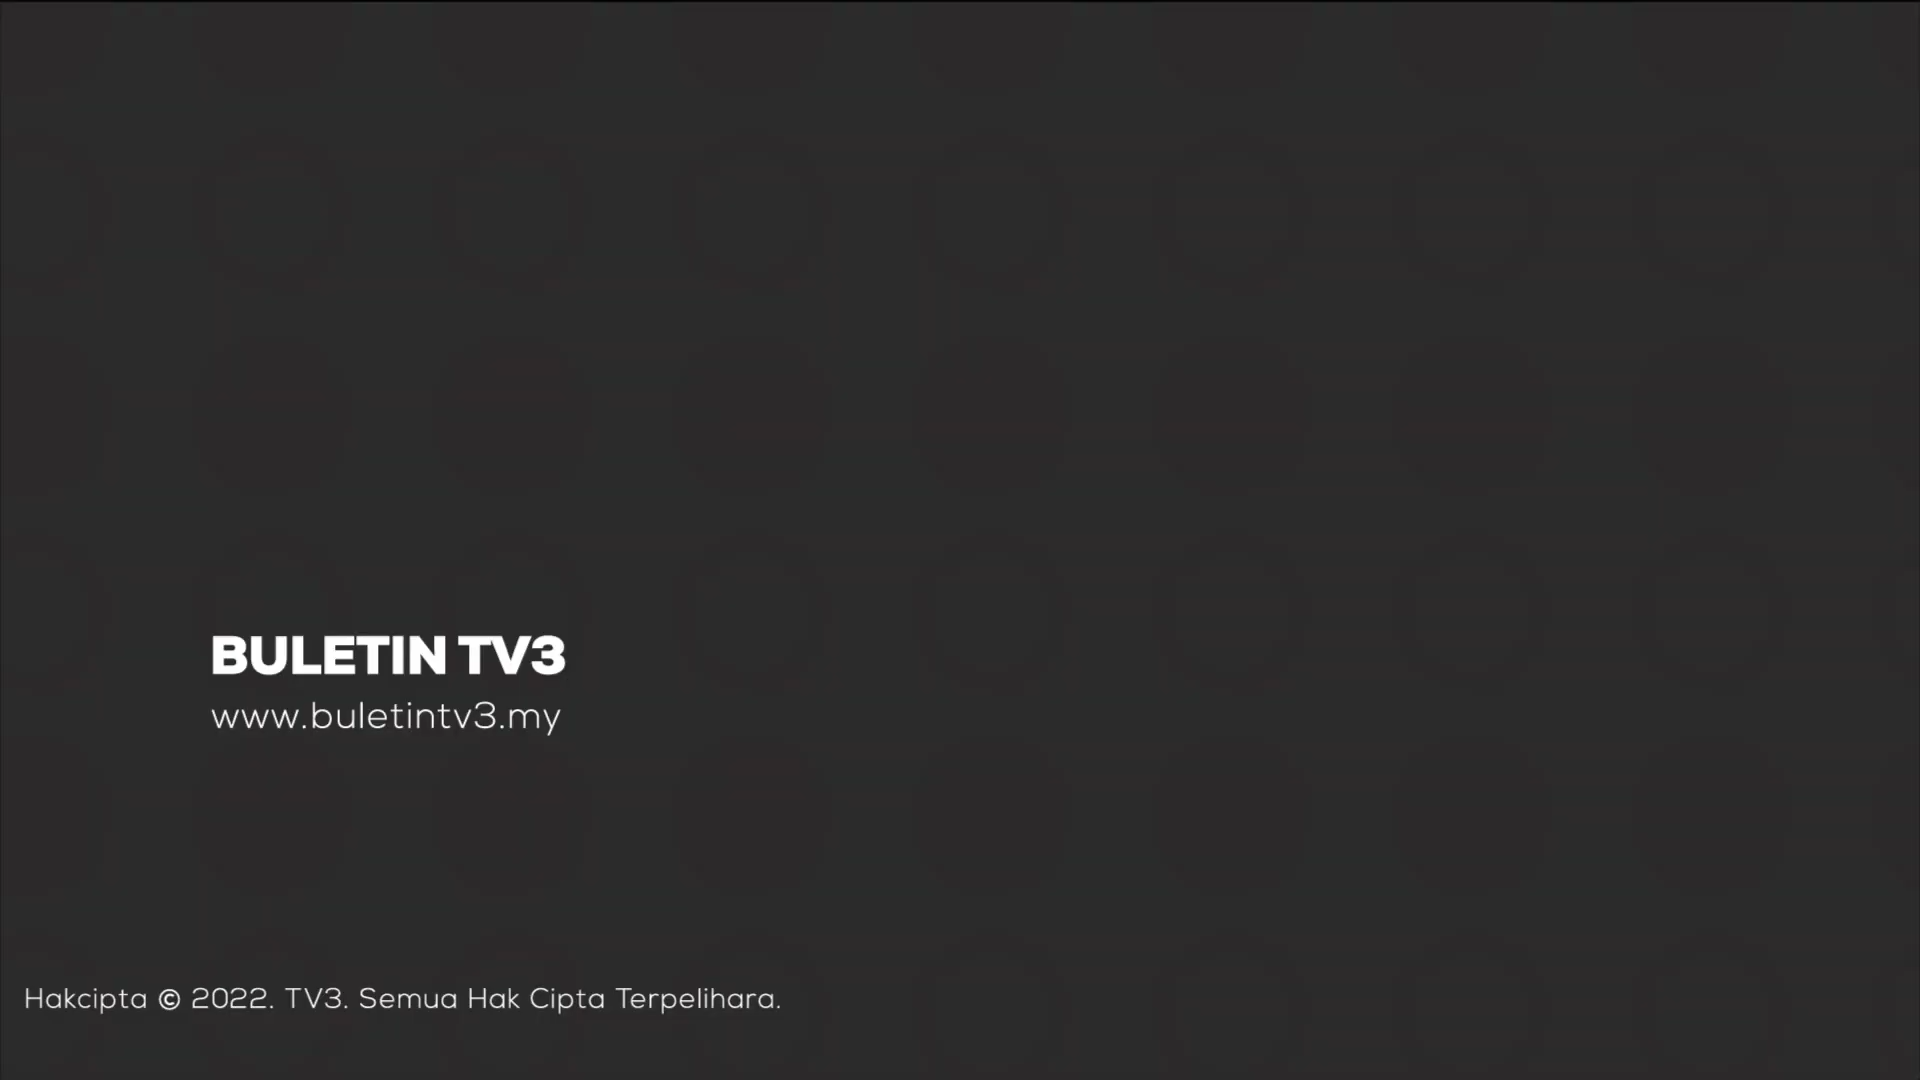 BULETIN TV3
www.buletintv3.my
Hakcipta © 2022. TV3. Semua Hak Cipta Terpelihara.